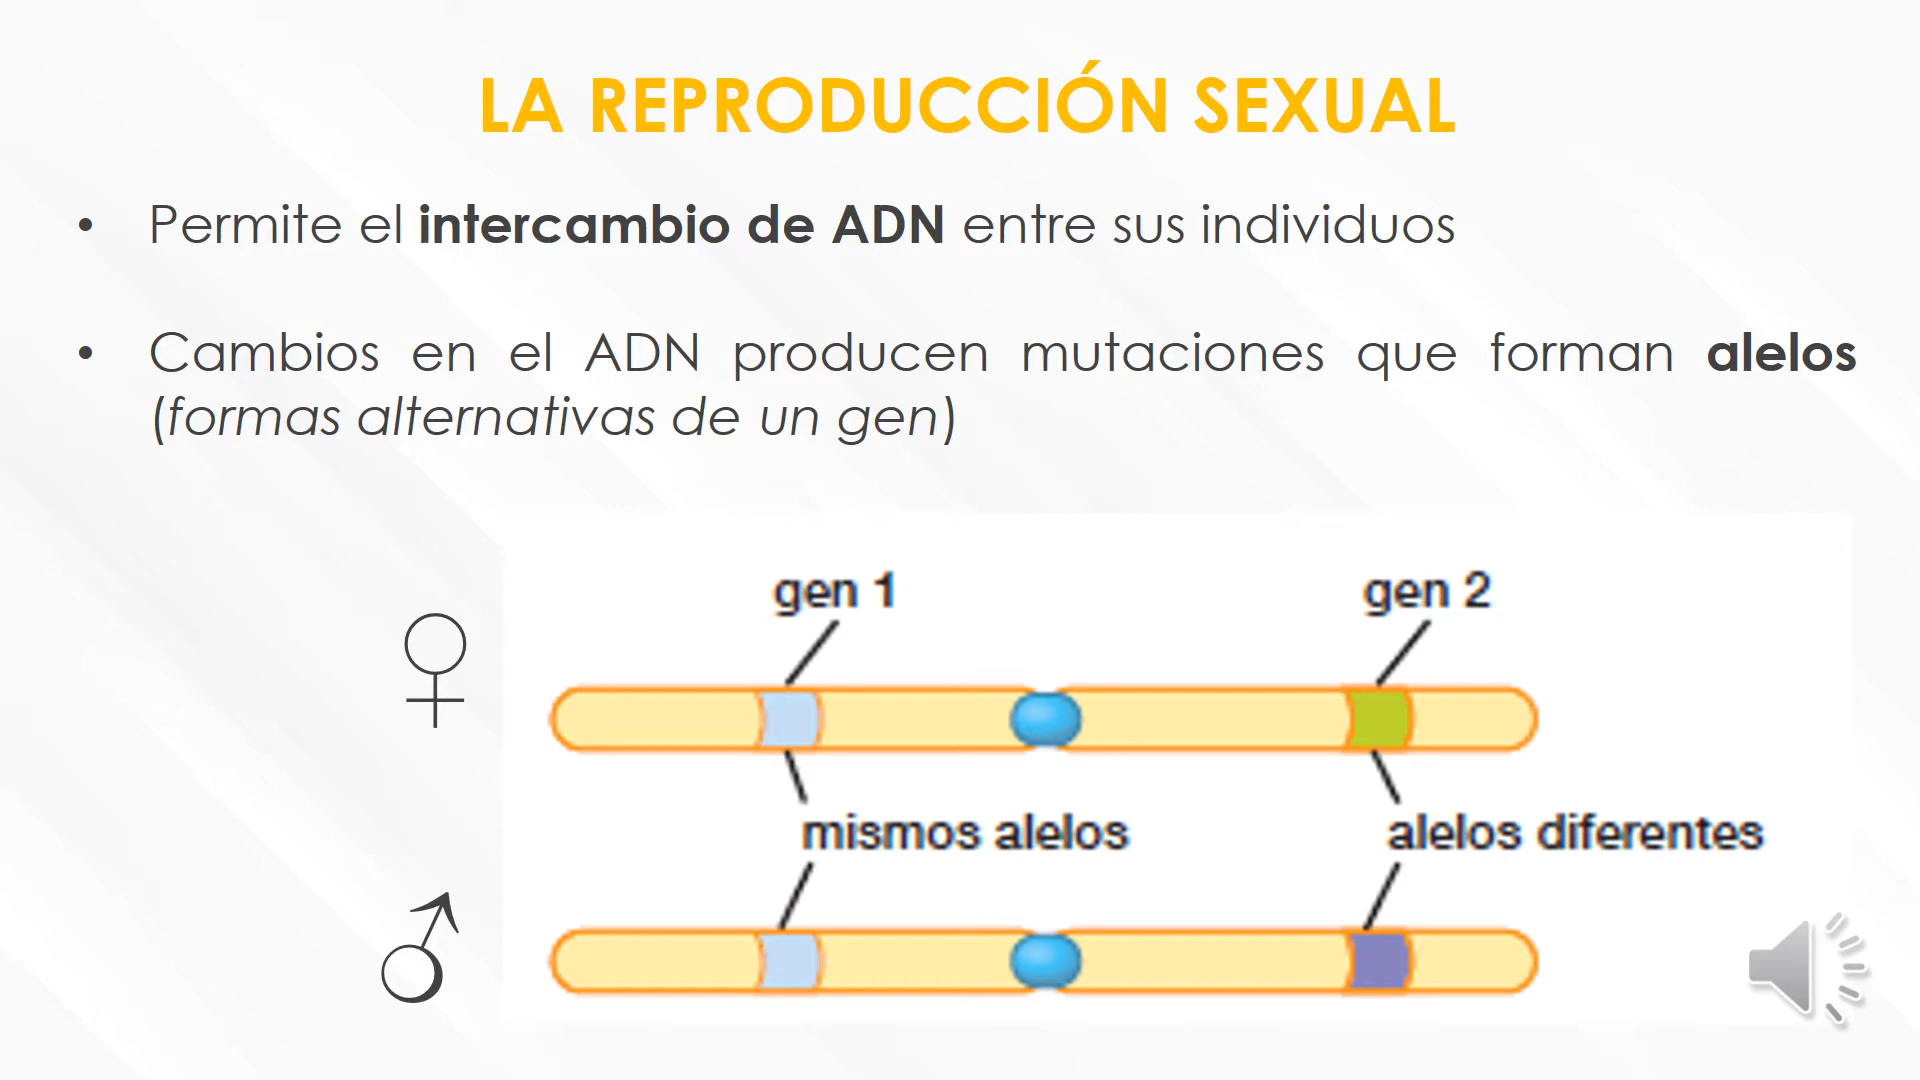 LA REPRODUCCIÓN SEXUAL
• Permite el intercambio de ADN entre sus individuos
• Cambios en el ADN producen mutaciones que forman alelos
(formas alternativas de un gen)
gen 1 gen 2
♀
mismos alelos alelos diferentes
♂